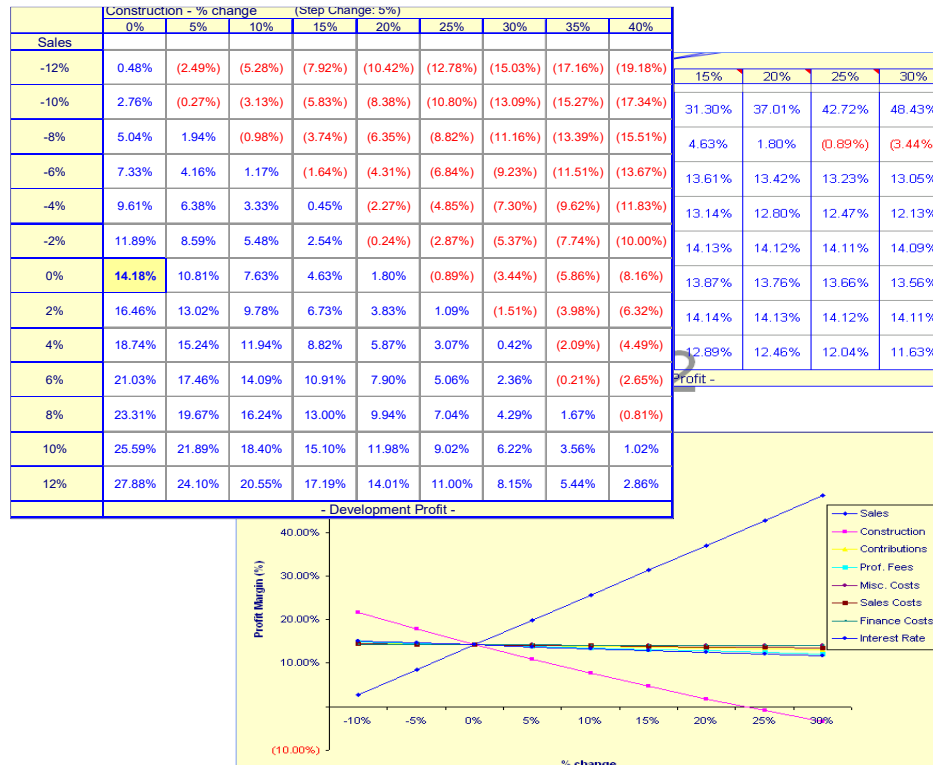 Construction - % change (Step Change: 5%)
0% 5% 10% 15% 20% 25% 30% 35% 40%
Sales
-12% 0.48% (2.49%) (5.28%) (7.92%) (10.42%) (12.78%) (15.03%) (17.16%) (19.18%)
-10% 2.76% (0.27%) (3.13%) (5.83%) (8.38%) (10.80%) (13.09%) (15.27%) (17.34%)
-8% 5.04% 1.94% (0.98%) (3.74%) (6.35%) (8.82%) (11.16%) (13.39%) (15.51%)
-6% 7.33% 4.16% 1.17% (1.64%) (4.31%) (6.84%) (9.23%) (11.51%) (13.67%)
-4% 9.61% 6.38% 3.33% 0.45% (2.27%) (4.85%) (7.30%) (9.62%) (11.83%)
-2% 11.89% 8.59% 5.48% 2.54% (0.24%) (2.87%) (5.37%) (7.74%) (10.00%)
0% 14.18% 10.81% 7.63% 4.63% 1.80% (0.89%) (3.44%) (5.86%) (8.16%)
2% 16.46% 13.02% 9.78% 6.73% 3.83% 1.09% (1.51%) (3.98%) (6.32%)
4% 18.74% 15.24% 11.94% 8.82% 5.87% 3.07% 0.42% (2.09%) (4.49%)
6% 21.03% 17.46% 14.09% 10.91% 7.90% 5.06% 2.36% (0.21%) (2.65%)
8% 23.31% 19.67% 16.24% 13.00% 9.94% 7.04% 4.29% 1.67% (0.81%)
10% 25.59% 21.89% 18.40% 15.10% 11.98% 9.02% 6.22% 3.56% 1.02%
12% 27.88% 24.10% 20.55% 17.19% 14.01% 11.00% 8.15% 5.44% 2.86%
- Development Profit -
15% 20% 25% 30%
31.30% 37.01% 42.72% 48.43%
4.63% 1.80% (0.89%) (3.44%
13.61% 13.42% 13.23% 13.05%
13.14% 12.80% 12.47% 12.13%
14.13% 14.12% 14.11% 14.09%
13.87% 13.76% 13.66% 13.56%
14.14% 14.13% 14.12% 14.11%
12.89% 12.46% 12.04% 11.63%
Profit -
2
Profit Margin (%)
40.00%
30.00%
20.00%
10.00%
(10.00%)
-10% -5% 0% 5% 10% 15% 20% 25% 30%
% change
Sales
Construction
Contributions
Prof. Fees
Misc. Costs
Sales Costs
Finance Costs
Interest Rate